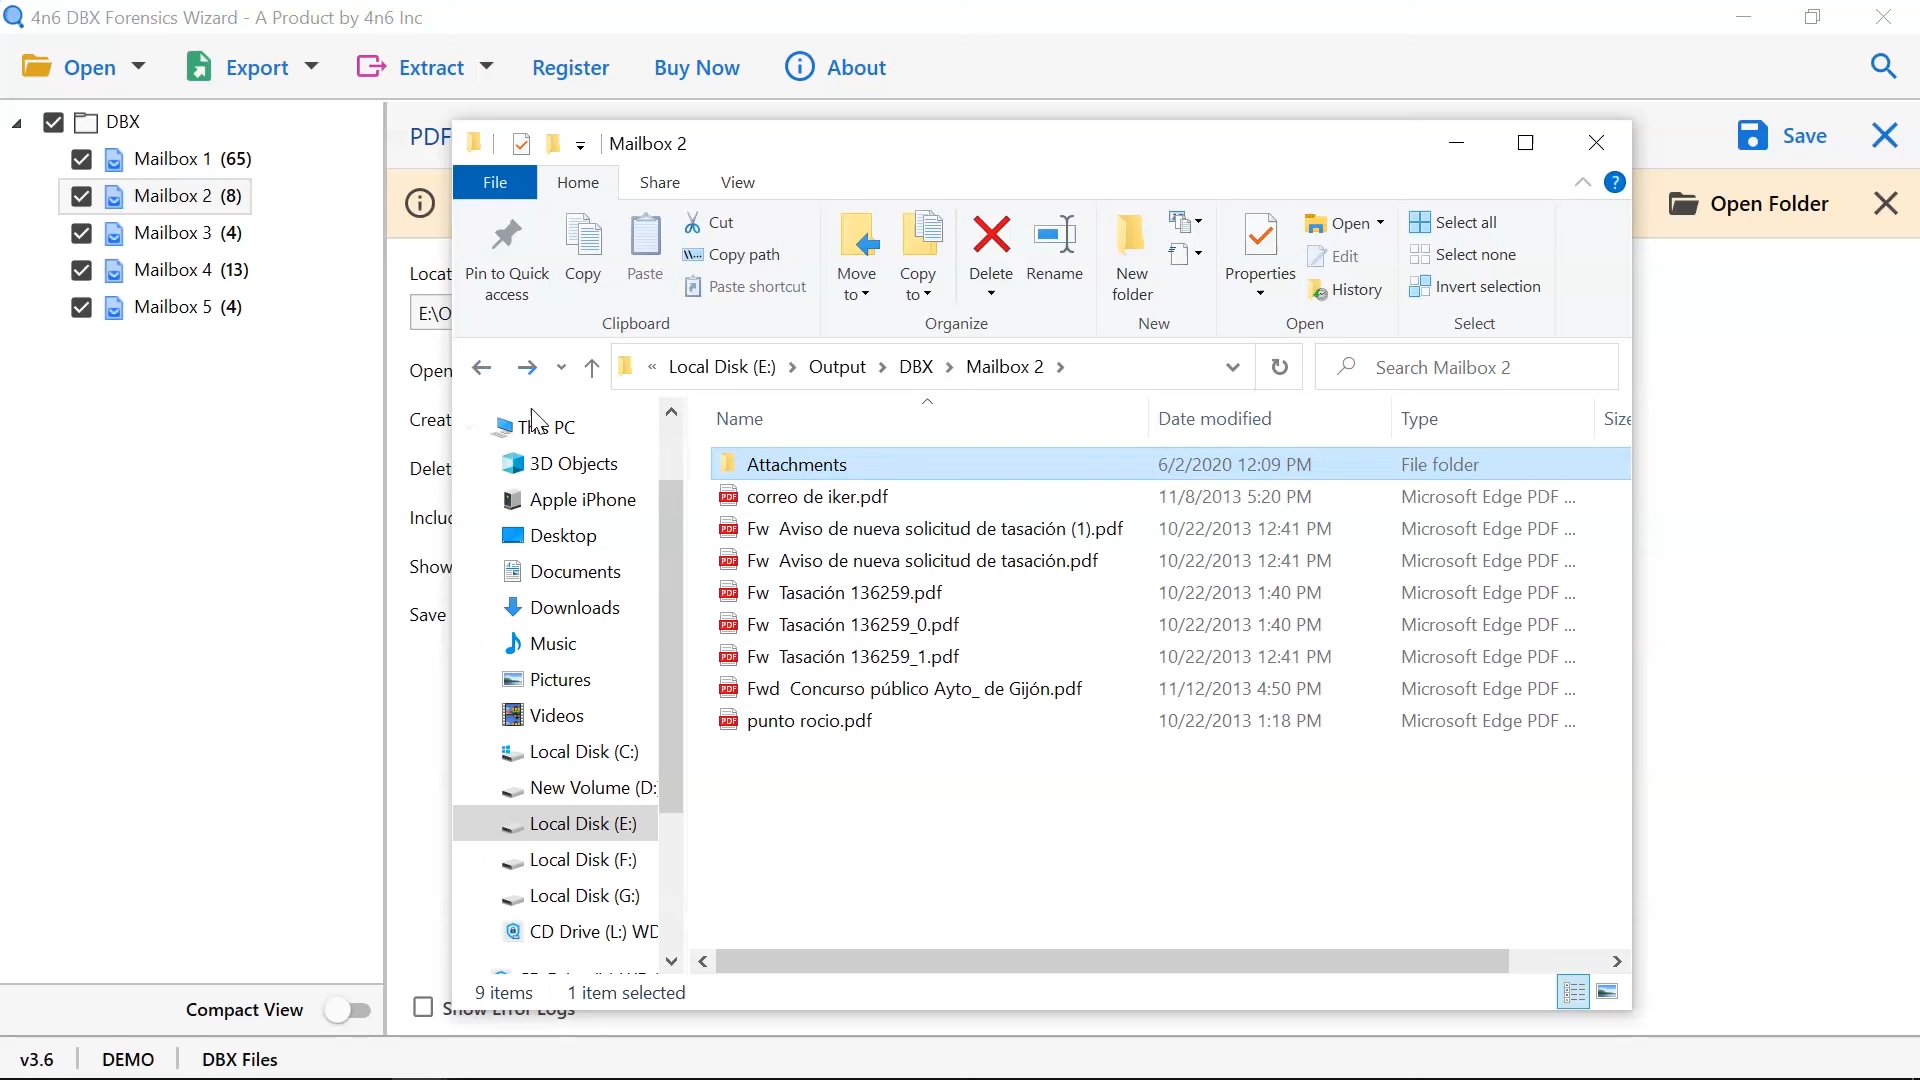 4n6 DBX Forensics Wizard - A Product by 4n6 Inc
Open Export Extract Register Buy Now About
DBX
Mailbox 1 (65)
Mailbox 2 (8)
Mailbox 3 (4)
Mailbox 4 (13)
Mailbox 5 (4)
PDF
Save
Open Folder
Locat
E:\O
Open
Creat
Delet
Includ
Show
Save
Mailbox 2
File Home Share View
Pin to Quick access
Copy
Paste
Cut
Copy path
Paste shortcut
Clipboard
Move to
Copy to
Delete
Rename
Organize
New folder
New
Properties
Open
Edit
History
Open
Select all
Select none
Invert selection
Select
« Local Disk (E:) > Output > DBX > Mailbox 2 >
Search Mailbox 2
This PC
3D Objects
Apple iPhone
Desktop
Documents
Downloads
Music
Pictures
Videos
Local Disk (C:)
New Volume (D:
Local Disk (E:)
Local Disk (F:)
Local Disk (G:)
CD Drive (L:) WD
Name Date modified Type Size
Attachments 6/2/2020 12:09 PM File folder
correo de iker.pdf 11/8/2013 5:20 PM Microsoft Edge PDF ...
Fw Aviso de nueva solicitud de tasación (1).pdf 10/22/2013 12:41 PM Microsoft Edge PDF ...
Fw Aviso de nueva solicitud de tasación.pdf 10/22/2013 12:41 PM Microsoft Edge PDF ...
Fw Tasación 136259.pdf 10/22/2013 1:40 PM Microsoft Edge PDF ...
Fw Tasación 136259_0.pdf 10/22/2013 1:40 PM Microsoft Edge PDF ...
Fw Tasación 136259_1.pdf 10/22/2013 12:41 PM Microsoft Edge PDF ...
Fwd Concurso público Ayto_ de Gijón.pdf 11/12/2013 4:50 PM Microsoft Edge PDF ...
punto rocio.pdf 10/22/2013 1:18 PM Microsoft Edge PDF ...
9 items 1 item selected
Show Error Logs
Compact View
v3.6 DEMO DBX Files